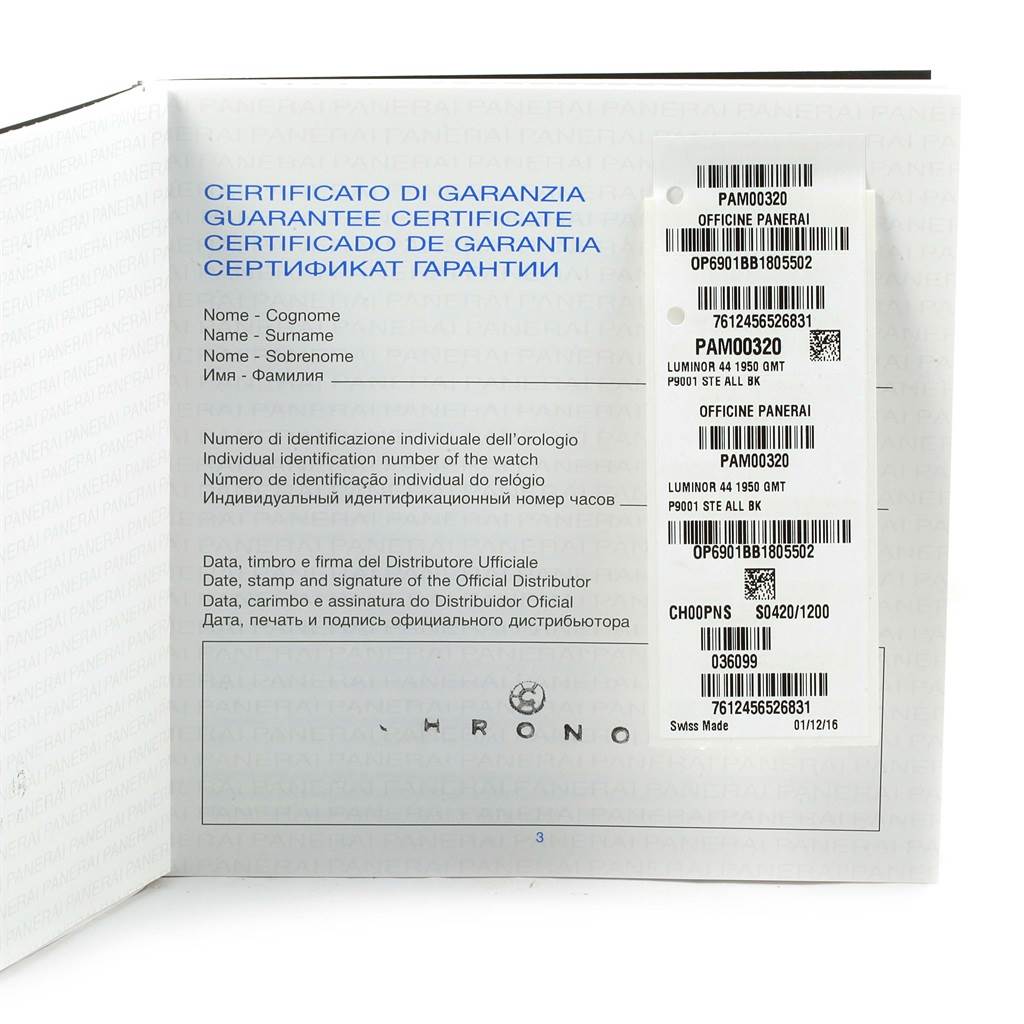 CERTIFICATO DI GARANZIA
GUARANTEE CERTIFICATE
CERTIFICADO DE GARANTIA
СЕРТИФИКАТ ГАРАНТИИ
Nome - Cognome
Name - Surname
Nome - Sobrenome
Имя - Фамилия
Numero di identificazione individuale dell'orologio
Individual identification number of the watch
Número de identificação individual do relógio
Индивидуальный идентификационный номер часов
Data, timbro e firma del Distributore Ufficiale
Date, stamp and signature of the Official Distributor
Data, carimbo e assinatura do Distribuidor Oficial
Дата, печать и подпись официального дистрибьютора
HRONO
3
PAM00320
OFFICINE PANERAI
OP6901BB1805502
7612456526831
PAM00320
LUMINOR 44 1950 GMT
P9001 STE ALL BK
OFFICINE PANERAI
PAM00320
LUMINOR 44 1950 GMT
P9001 STE ALL BK
OP6901BB1805502
CH00PNS S0420/1200
036099
7612456526831
Swiss Made 01/12/16